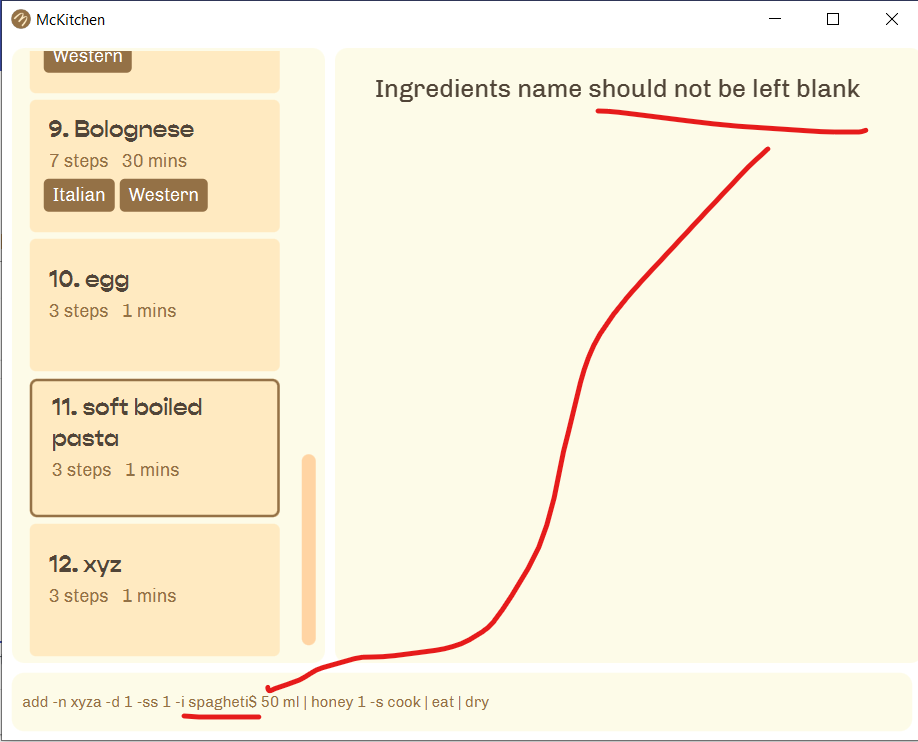 McKitchen
Western
9. Bolognese
7 steps 30 mins
Italian Western
10. egg
3 steps 1 mins
11. soft boiled
pasta
3 steps 1 mins
12. xyz
3 steps 1 mins
Ingredients name should not be left blank
add -n xyza -d 1 -ss 1 -i spagheti$ 50 ml | honey 1 -s cook | eat | dry